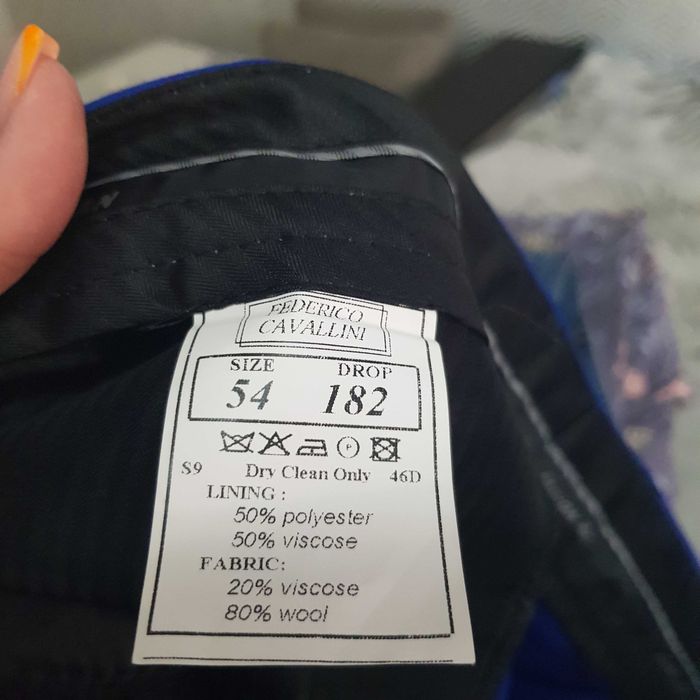 FEDERICO
CAVALLINI
SIZE DROP
54 182
P
S9 Dry Clean Only 46D
LINING :
50% polyester
50% viscose
FABRIC:
20% viscose
80% wool